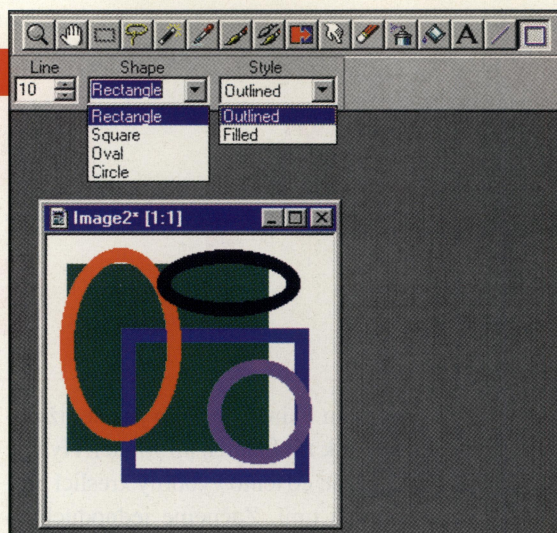 A
Line Shape Style
10 Rectangle Outlined
Rectangle Outlined
Square Filled
Oval
Circle
Image2* [1:1]